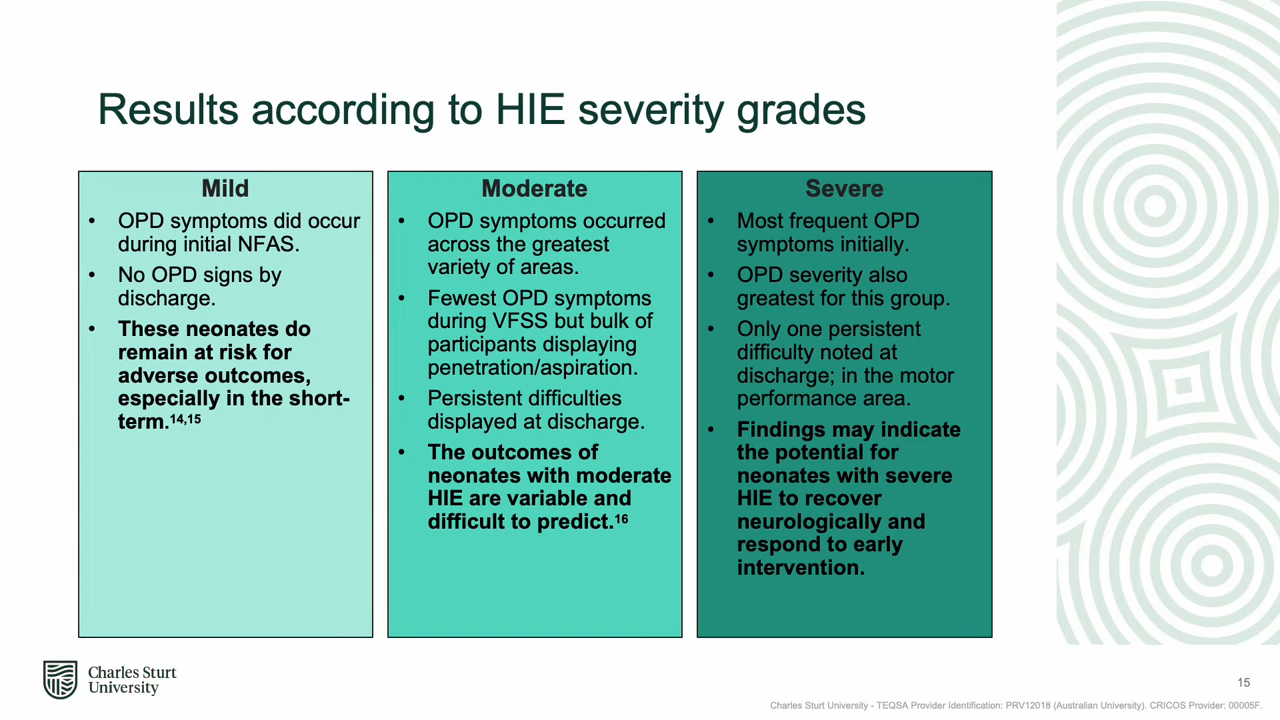 Results according to HIE severity grades
Mild
• OPD symptoms did occur
during initial NFAS.
• No OPD signs by
discharge.
• These neonates do
remain at risk for
adverse outcomes,
especially in the short-
term.14,15
Moderate
• OPD symptoms occurred
across the greatest
variety of areas.
• Fewest OPD symptoms
during VFSS but bulk of
participants displaying
penetration/aspiration.
• Persistent difficulties
displayed at discharge.
• The outcomes of
neonates with moderate
HIE are variable and
difficult to predict.16
Severe
• Most frequent OPD
symptoms initially.
• OPD severity also
greatest for this group.
• Only one persistent
difficulty noted at
discharge; in the motor
performance area.
• Findings may indicate
the potential for
neonates with severe
HIE to recover
neurologically and
respond to early
intervention.
Charles Sturt
University
15
Charles Sturt University - TEQSA Provider Identification: PRV12018 (Australian University). CRICOS Provider: 00005F.